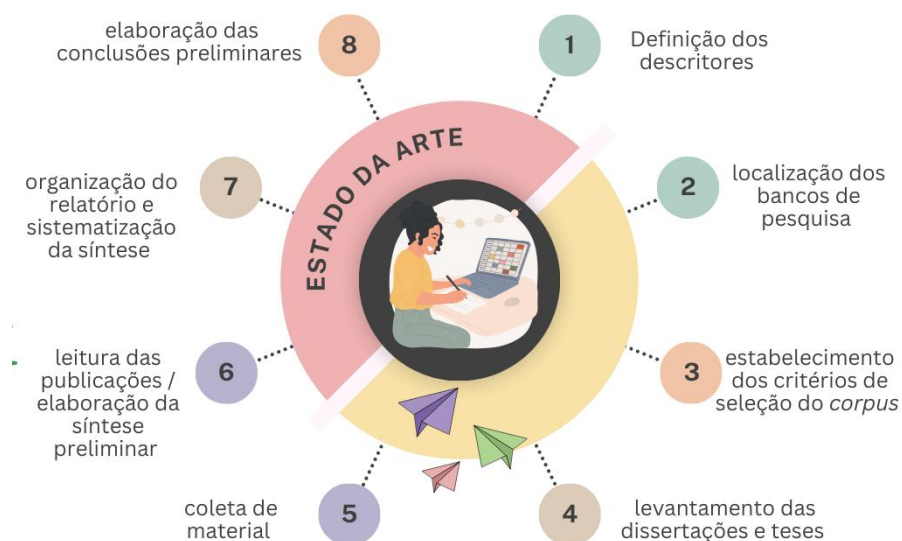 ESTADO DA ARTE
1
Definição dos
descritores
2
localização dos
bancos de
pesquisa
3
estabelecimento
dos critérios de
seleção do corpus
4
levantamento das
dissertações e teses
5
coleta de
material
6
leitura das
publicações /
elaboração da
síntese
preliminar
7
organização do
relatório e
sistematização
da síntese
8
elaboração das
conclusões preliminares